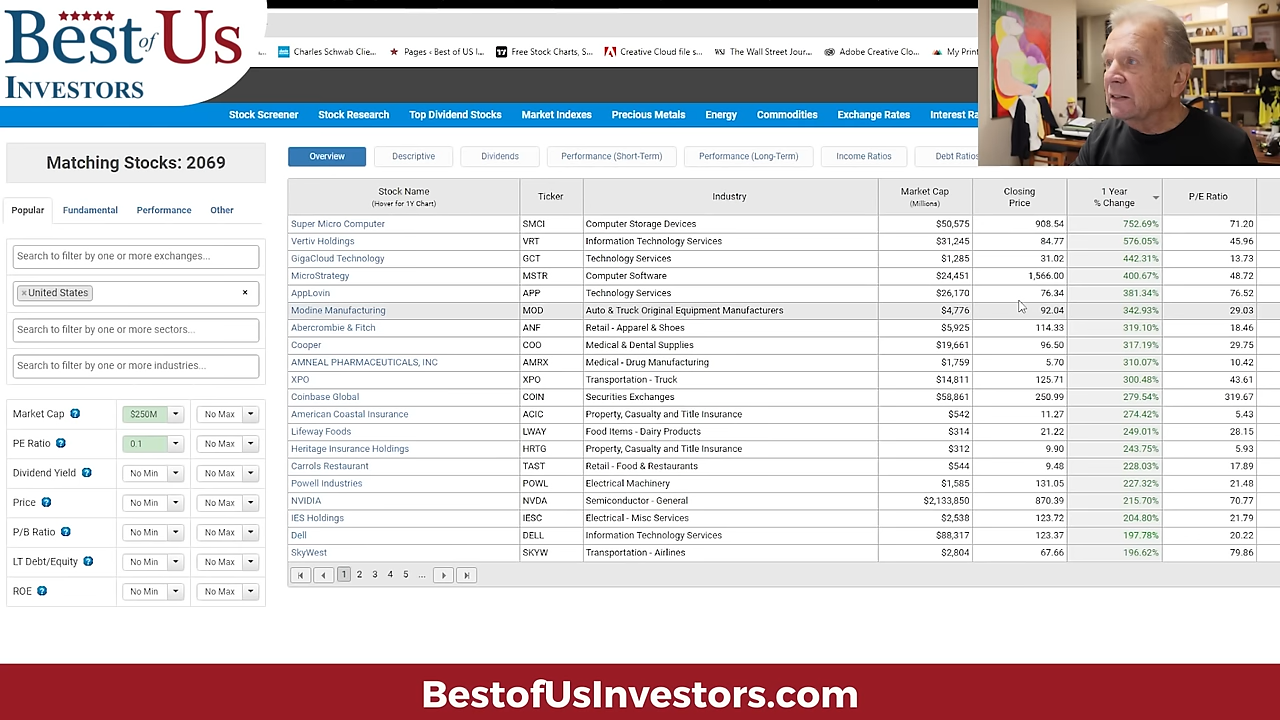 Best of Us
INVESTORS
Charles Schwab Clie... Pages ‹ Best of US I... Free Stock Charts, S... Creative Cloud file s... The Wall Street Jour... Adobe Creative Clo... My Prin
Stock Screener Stock Research Top Dividend Stocks Market Indexes Precious Metals Energy Commodities Exchange Rates Interest Ra
Matching Stocks: 2069
Overview Descriptive Dividends Performance (Short-Term) Performance (Long-Term) Income Ratios Debt Ratios
Popular Fundamental Performance Other
Search to filter by one or more exchanges...
× United States ×
Search to filter by one or more sectors...
Search to filter by one or more industries...
Market Cap ? $250M No Max
PE Ratio ? 0.1 No Max
Dividend Yield ? No Min No Max
Price ? No Min No Max
P/B Ratio ? No Min No Max
LT Debt/Equity ? No Min No Max
ROE ? No Min No Max
Stock Name (Hover for 1Y Chart) Ticker Industry Market Cap (Millions) Closing Price 1 Year % Change P/E Ratio
Super Micro Computer SMCI Computer Storage Devices $50,575 908.54 752.69% 71.20
Vertiv Holdings VRT Information Technology Services $31,245 84.77 576.05% 45.96
GigaCloud Technology GCT Technology Services $1,285 31.02 442.31% 13.73
MicroStrategy MSTR Computer Software $24,451 1,566.00 400.67% 48.72
AppLovin APP Technology Services $26,170 76.34 381.34% 76.52
Modine Manufacturing MOD Auto & Truck Original Equipment Manufacturers $4,776 92.04 342.93% 29.03
Abercrombie & Fitch ANF Retail - Apparel & Shoes $5,925 114.33 319.10% 18.46
Cooper COO Medical & Dental Supplies $19,661 96.50 317.19% 29.75
AMNEAL PHARMACEUTICALS, INC AMRX Medical - Drug Manufacturing $1,759 5.70 310.07% 10.42
XPO XPO Transportation - Truck $14,811 125.71 300.48% 43.61
Coinbase Global COIN Securities Exchanges $58,861 250.99 279.54% 319.67
American Coastal Insurance ACIC Property, Casualty and Title Insurance $542 11.27 274.42% 5.43
Lifeway Foods LWAY Food Items - Dairy Products $314 21.22 249.01% 28.15
Heritage Insurance Holdings HRTG Property, Casualty and Title Insurance $312 9.90 243.75% 5.93
Carrols Restaurant TAST Retail - Food & Restaurants $544 9.48 228.03% 17.89
Powell Industries POWL Electrical Machinery $1,585 131.05 227.32% 21.48
NVIDIA NVDA Semiconductor - General $2,133,850 870.39 215.70% 70.77
IES Holdings IESC Electrical - Misc Services $2,538 123.72 204.80% 21.79
Dell DELL Information Technology Services $88,317 123.37 197.78% 20.22
SkyWest SKYW Transportation - Airlines $2,804 67.66 196.62% 79.86
1 2 3 4 5 ...
BestofUsInvestors.com